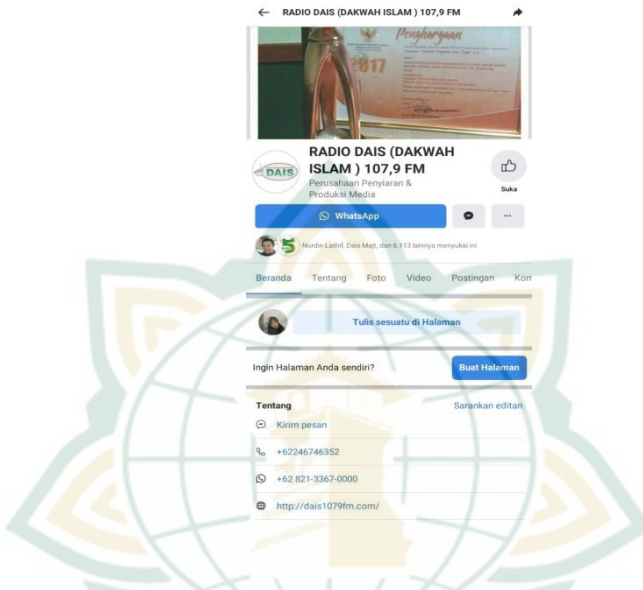 RADIO DAIS (DAKWAH ISLAM ) 107,9 FM
Penghargaan
2017
DAIS
RADIO DAIS (DAKWAH
ISLAM ) 107,9 FM
Perusahaan Penyiaran &
Produksi Media
Suka
WhatsApp
Nurdin Lathif, Dais Majt, dan 6.113 lainnya menyukai ini
Beranda Tentang Foto Video Postingan Kom
Tulis sesuatu di Halaman
Ingin Halaman Anda sendiri? Buat Halaman
Tentang Sarankan editan
Kirim pesan
+62246746352
+62 821-3367-0000
http://dais1079fm.com/